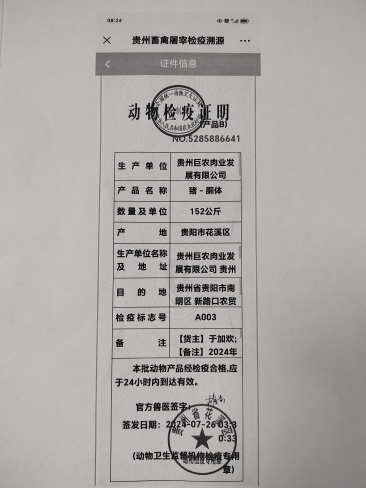 08:24
贵州畜禽屠宰检疫溯源
证件信息
动物检疫证明
(产品B)
NO.5285886641
生产单位 贵州巨农肉业发
展有限公司
产品名称 猪-胴体
数量及单位 152公斤
产地 贵阳市花溪区
生产单位名称 贵州巨农肉业发
及地址 展有限公司 贵州
目的地 贵州省贵阳市南
明区 新路口农贸
检疫标志号 A003
备注 【货主】于加欢;
【备注】2024年
本批动物产品经检疫合格,应
于24小时内到达有效。
官方兽医签字:
签发日期: 2024-07-26 03:3
0:33
(动物卫生监督机构检疫专用
章)